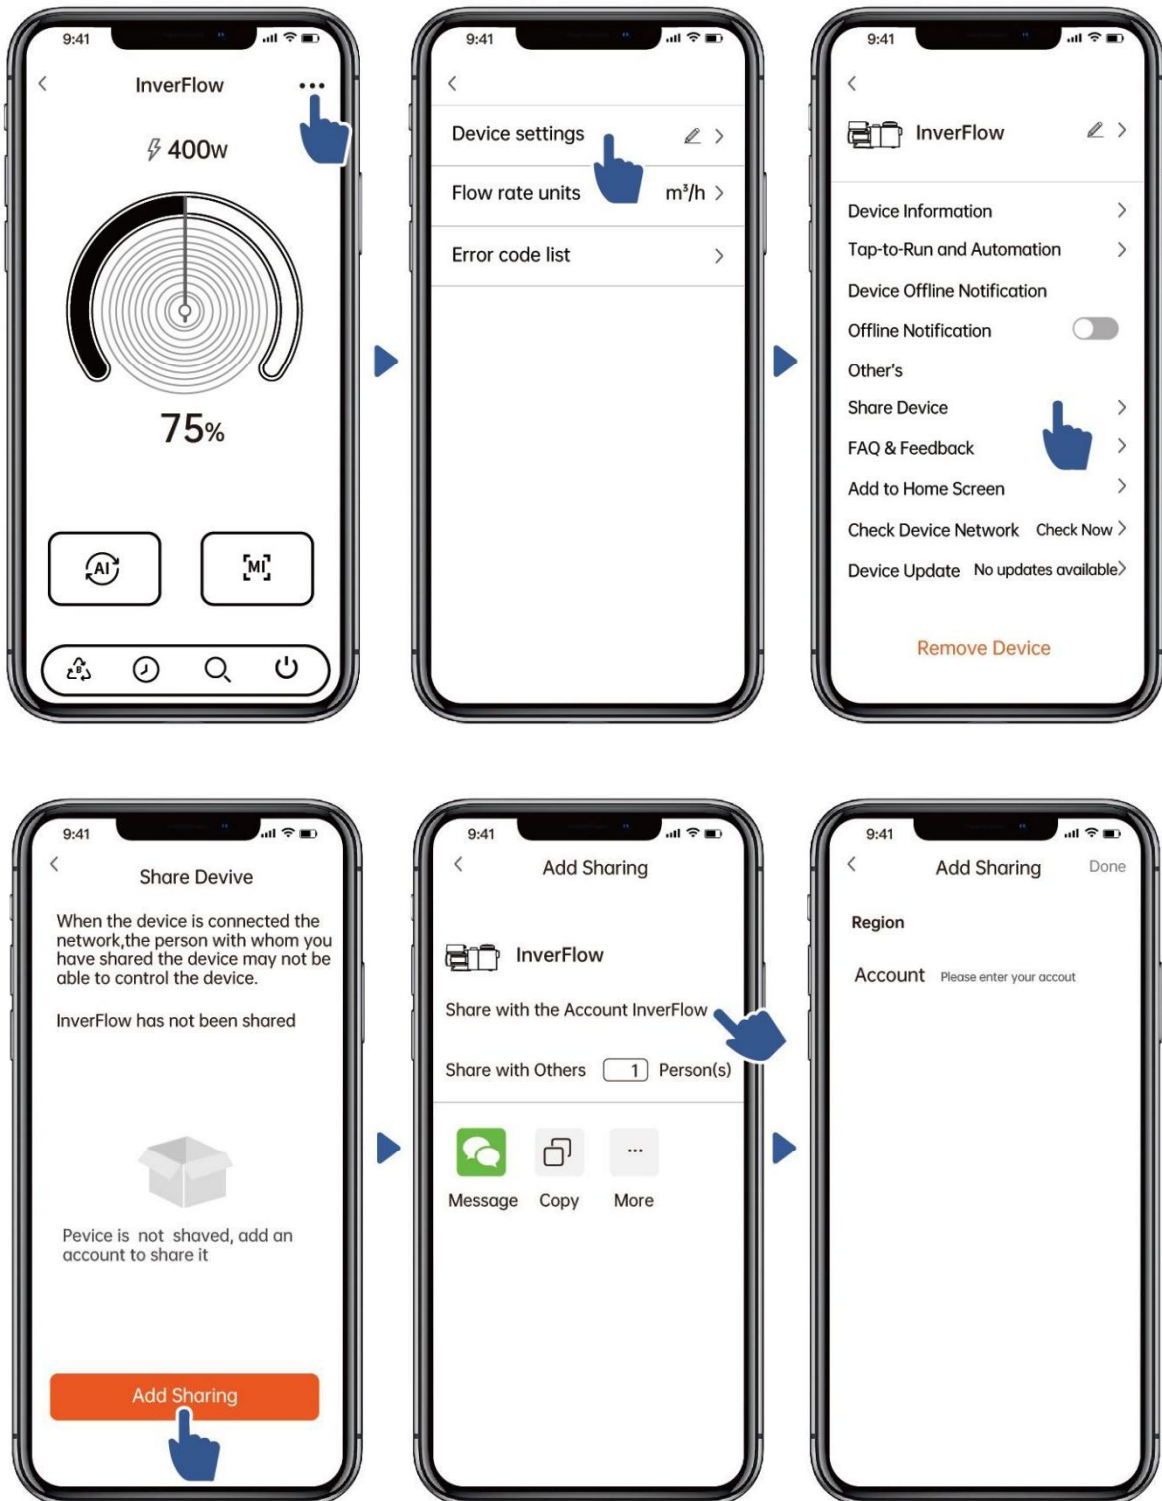 9:41
InverFlow
400w
75%
AI
MI
B
9:41
Device settings
Flow rate units m³/h
Error code list
9:41
InverFlow
Device Information
Tap-to-Run and Automation
Device Offline Notification
Offline Notification
Other's
Share Device
FAQ & Feedback
Add to Home Screen
Check Device Network Check Now
Device Update No updates available
Remove Device
9:41
Share Devive
When the device is connected the
network,the person with whom you
have shared the device may not be
able to control the device.
InverFlow has not been shared
Pevice is not shaved, add an
account to share it
Add Sharing
9:41
Add Sharing
InverFlow
Share with the Account InverFlow
Share with Others 1 Person(s)
Message Copy More
9:41
Add Sharing Done
Region
Account Please enter your accout